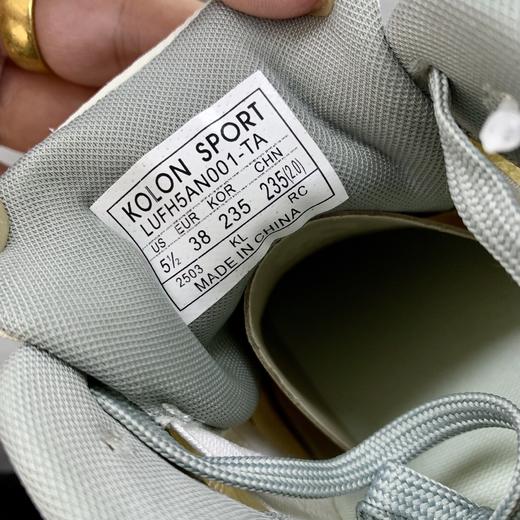 KOLON SPORT
LUFH5AN001-TA
US EUR KOR CHN
5½ 38 235 235(2.0)
2503 KL RC
MADE IN CHINA